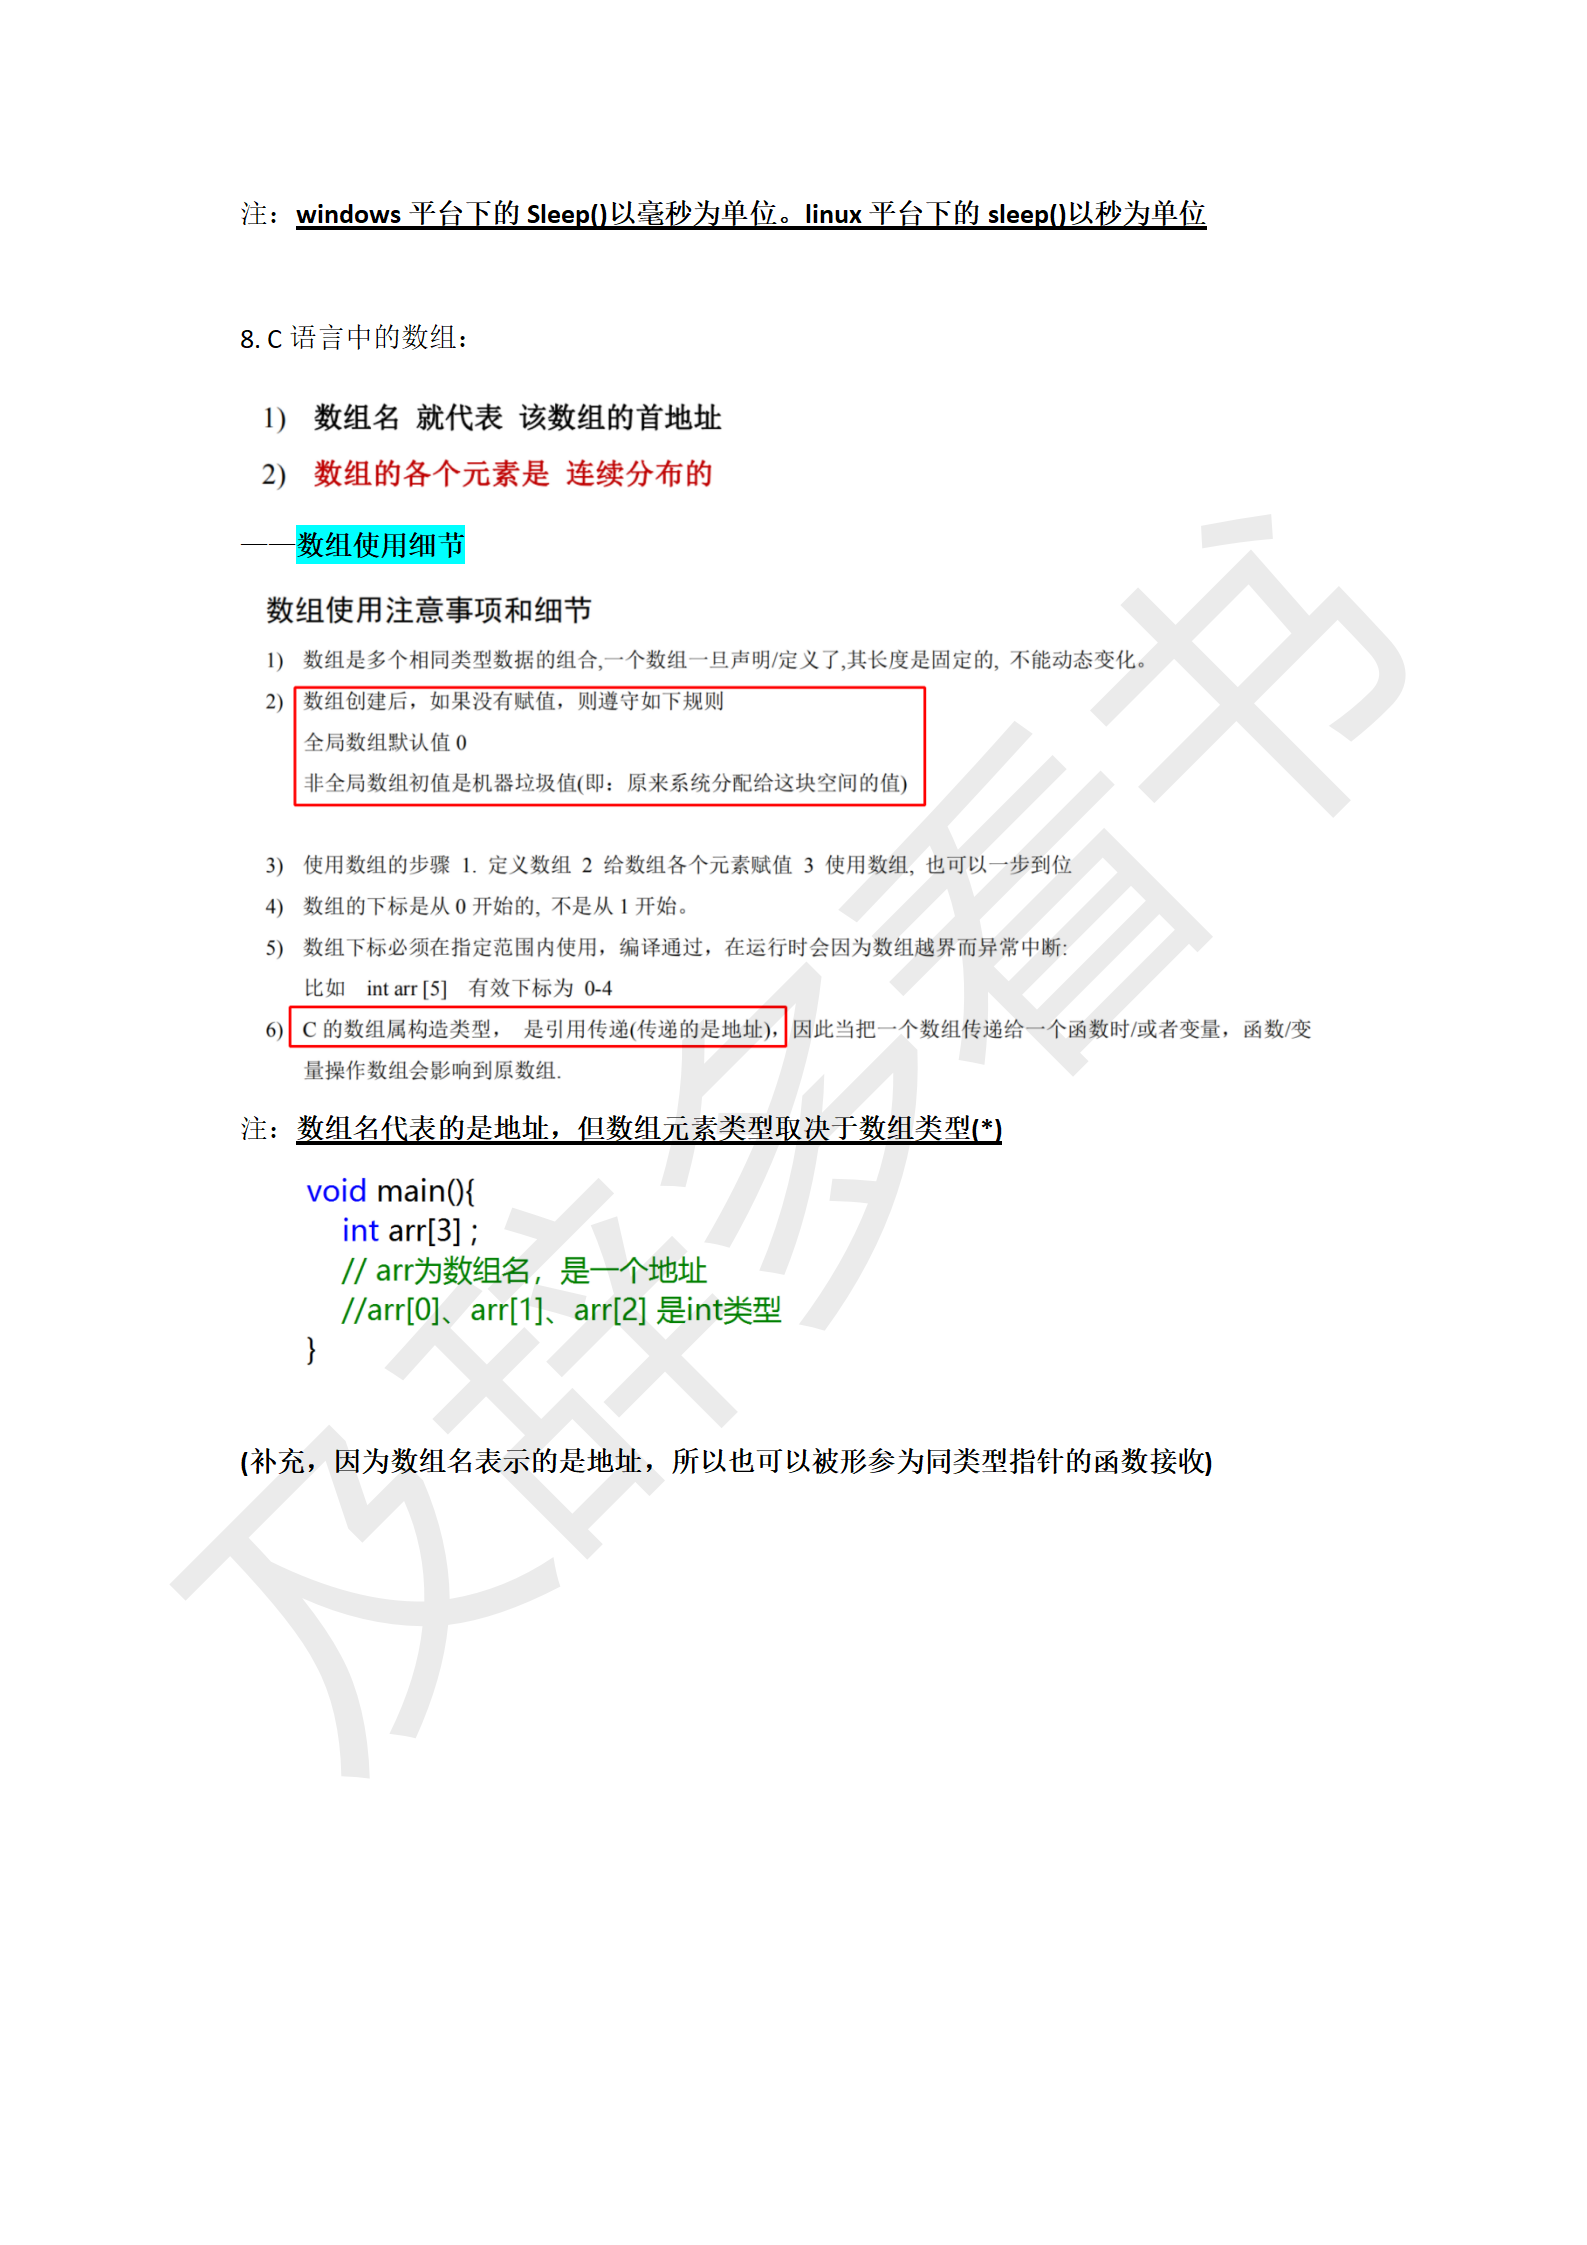 注：windows 平台下的 Sleep()以毫秒为单位。linux 平台下的 sleep()以秒为单位
8. C 语言中的数组：
1) 数组名 就代表 该数组的首地址
2) 数组的各个元素是 连续分布的
——数组使用细节
数组使用注意事项和细节
1) 数组是多个相同类型数据的组合,一个数组一旦声明/定义了,其长度是固定的, 不能动态变化。
2) 数组创建后，如果没有赋值，则遵守如下规则
全局数组默认值 0
非全局数组初值是机器垃圾值(即：原来系统分配给这块空间的值)
3) 使用数组的步骤 1. 定义数组 2 给数组各个元素赋值 3 使用数组, 也可以一步到位
4) 数组的下标是从 0 开始的, 不是从 1 开始。
5) 数组下标必须在指定范围内使用，编译通过，在运行时会因为数组越界而异常中断:
比如 int arr [5] 有效下标为 0-4
6) C 的数组属构造类型， 是引用传递(传递的是地址)，因此当把一个数组传递给一个函数时/或者变量，函数/变
量操作数组会影响到原数组.
注：数组名代表的是地址，但数组元素类型取决于数组类型(*)
void main(){
int arr[3] ;
// arr为数组名，是一个地址
//arr[0]、arr[1]、arr[2] 是int类型
}
(补充，因为数组名表示的是地址，所以也可以被形参为同类型指针的函数接收)
及辞多看书